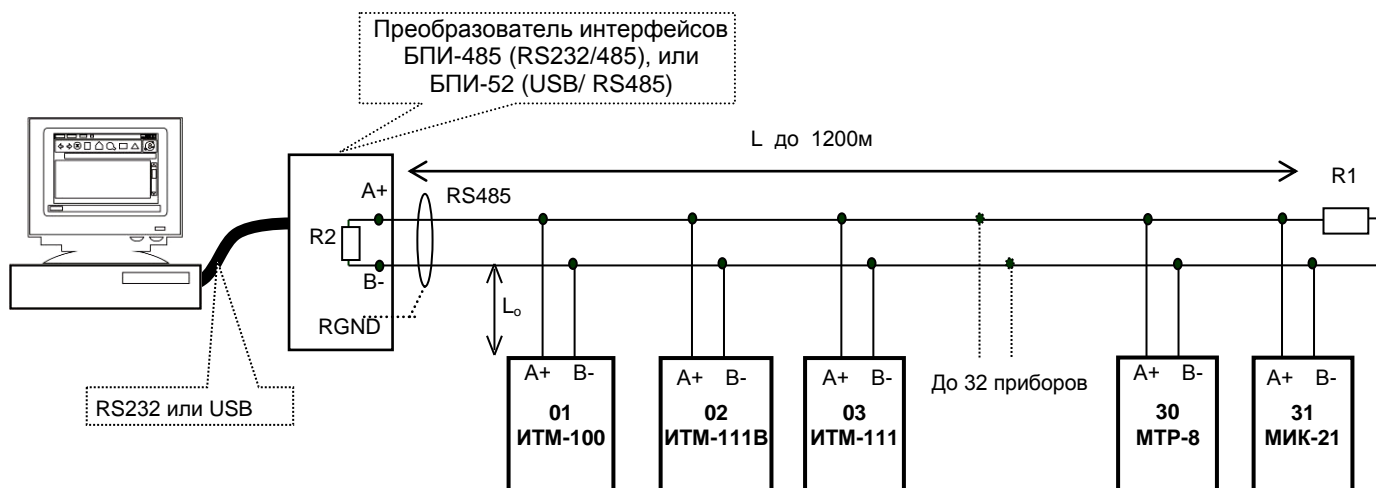 Преобразователь интерфейсов
БПИ-485 (RS232/485), или
БПИ-52 (USB/ RS485)
L до 1200м
R1
A+
RS485
R2
B-
RGND
Lo
RS232 или USB
A+ B-
01
ИТМ-100
A+ B-
02
ИТМ-111В
A+ B-
03
ИТМ-111
До 32 приборов
A+ B-
30
МТР-8
A+ B-
31
МИК-21